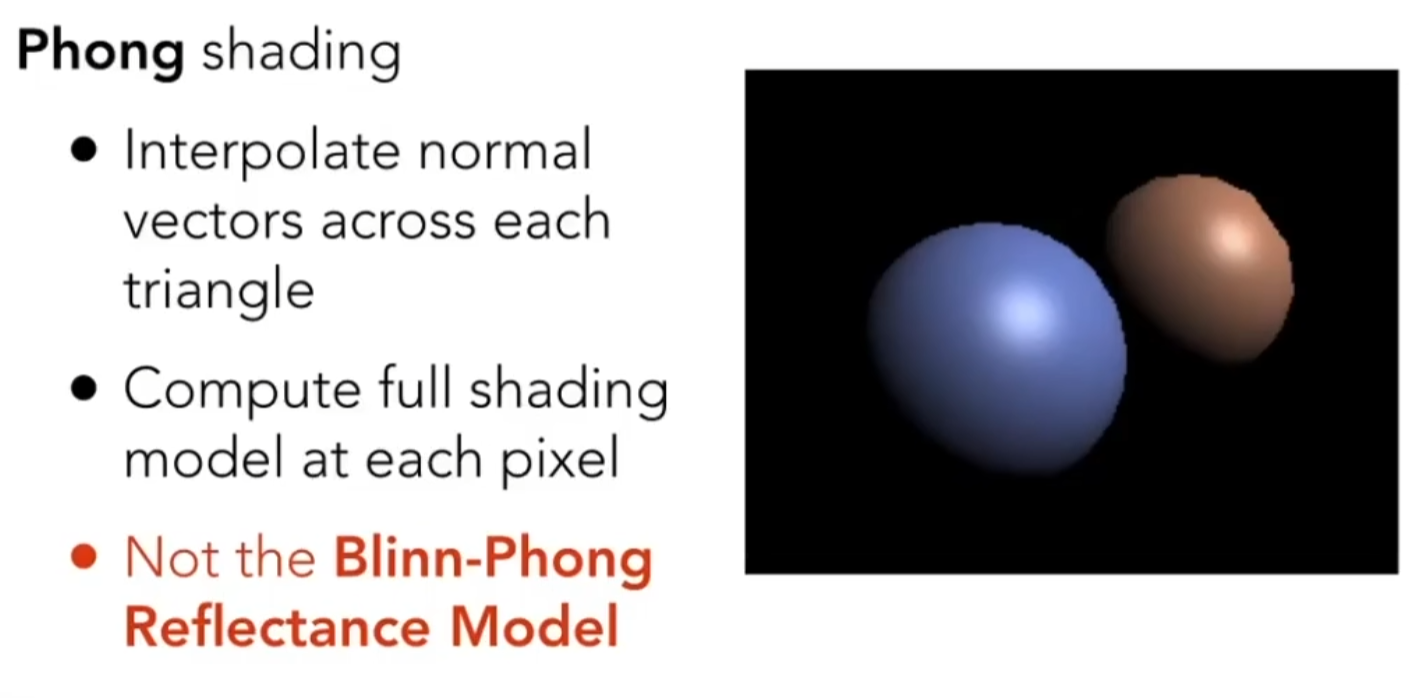 Phong shading
• Interpolate normal
vectors across each
triangle
• Compute full shading
model at each pixel
• Not the Blinn-Phong
Reflectance Model